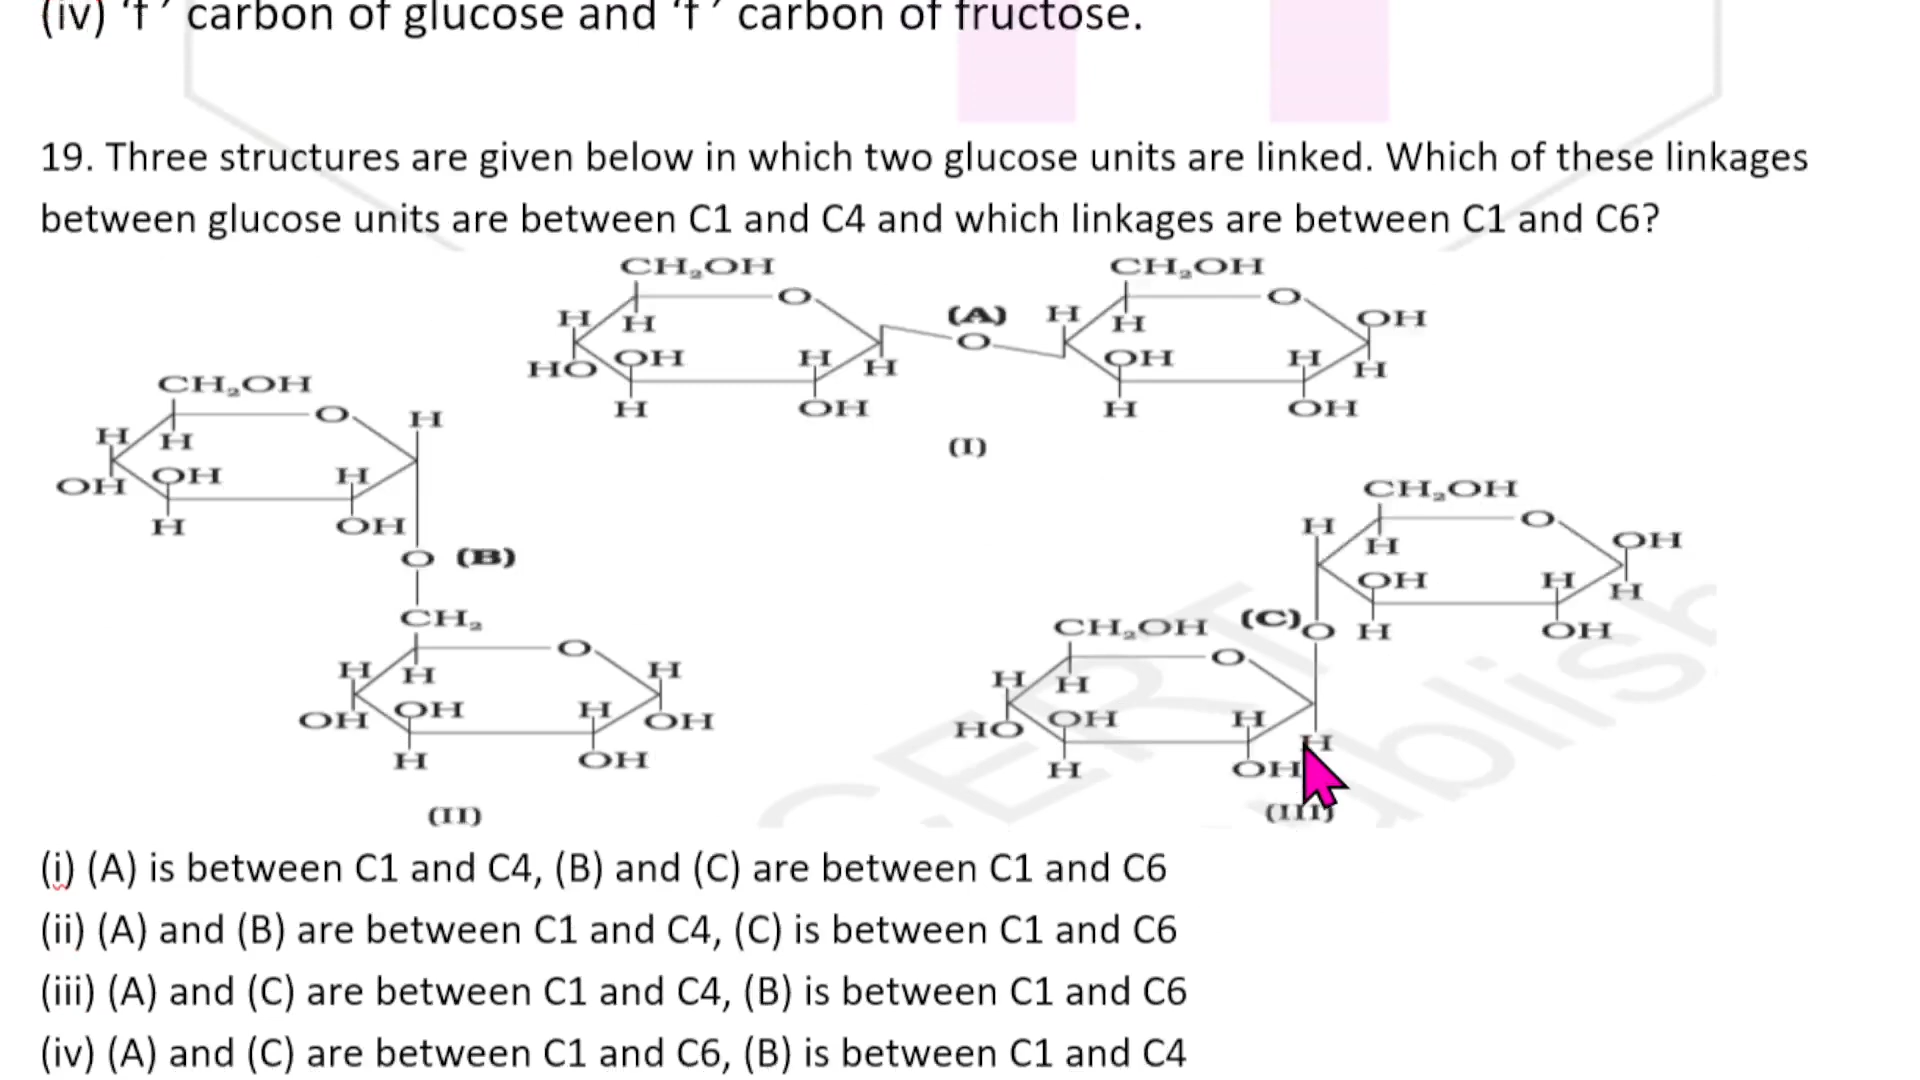 (iv) ‘f ’ carbon of glucose and ‘f ’ carbon of fructose.
19. Three structures are given below in which two glucose units are linked. Which of these linkages
between glucose units are between C1 and C4 and which linkages are between C1 and C6?
CH₂OH CH₂OH
O O
H H (A) H H OH
O
HO OH H H OH H H
H OH H OH
(I)
CH₂OH
O H
H H
OH OH H
H OH
O (B)
CH₂
O
H H H
OH OH H OH
H OH
(II)
CH₂OH
H O OH
H
OH H H
(C) O H OH
CH₂OH
O
H H
HO OH H H
H OH
(III)
(i) (A) is between C1 and C4, (B) and (C) are between C1 and C6
(ii) (A) and (B) are between C1 and C4, (C) is between C1 and C6
(iii) (A) and (C) are between C1 and C4, (B) is between C1 and C6
(iv) (A) and (C) are between C1 and C6, (B) is between C1 and C4